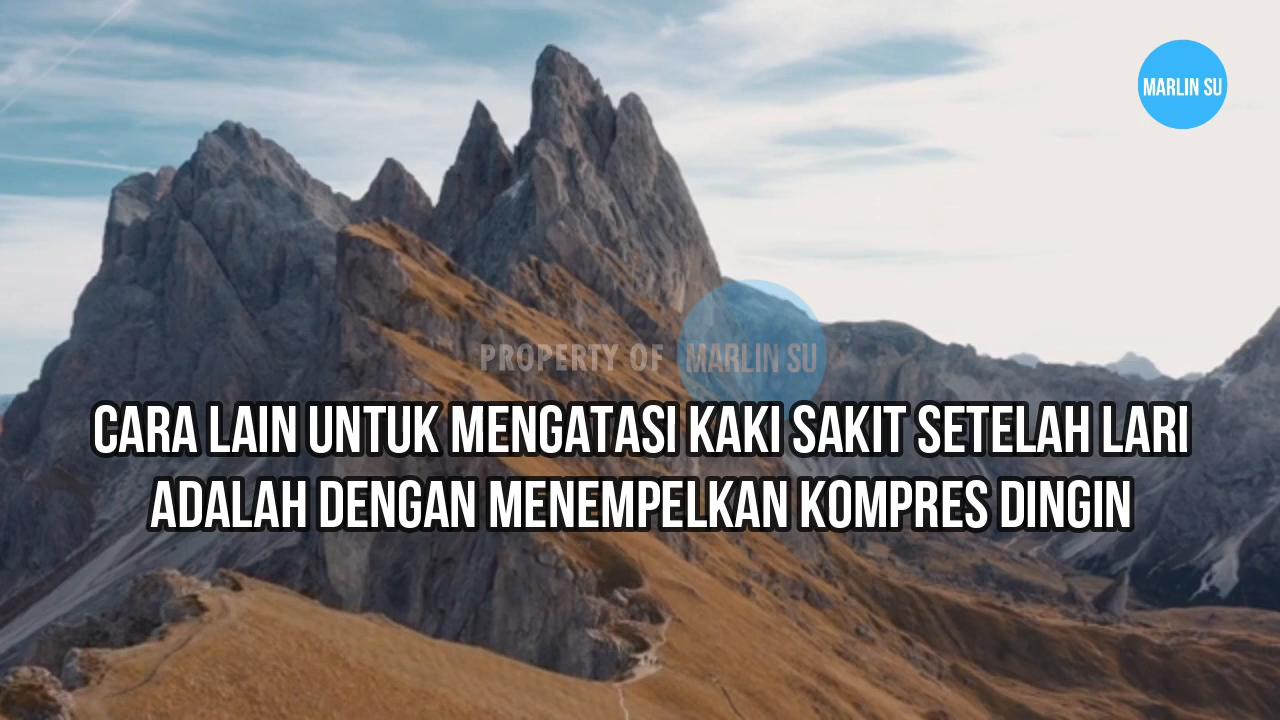 MARLIN SU
PROPERTY OF MARLIN SU
CARA LAIN UNTUK MENGATASI KAKI SAKIT SETELAH LARI
ADALAH DENGAN MENEMPELKAN KOMPRES DINGIN